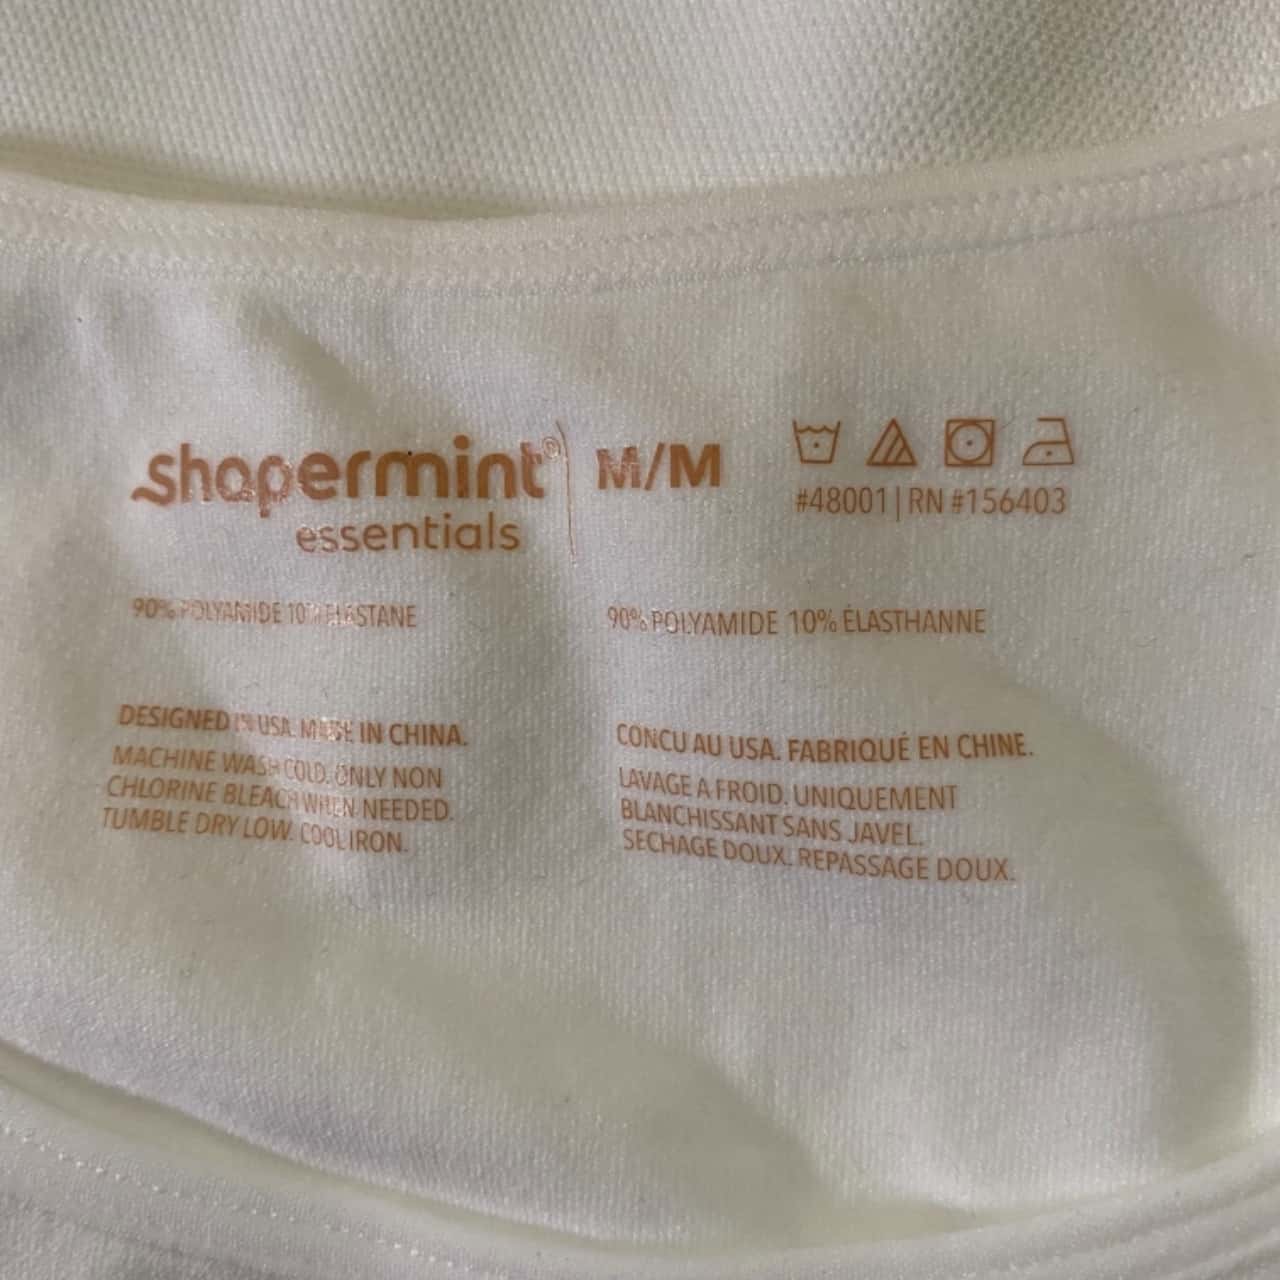 shapermint® essentials
M/M
#48001 | RN #156403
90% POLYAMIDE 10% ELASTANE
90% POLYAMIDE 10% ÉLASTHANNE
DESIGNED IN USA. MADE IN CHINA.
MACHINE WASH COLD. ONLY NON
CHLORINE BLEACH WHEN NEEDED.
TUMBLE DRY LOW. COOL IRON.
CONCU AU USA. FABRIQUÉ EN CHINE.
LAVAGE A FROID. UNIQUEMENT
BLANCHISSANT SANS JAVEL.
SECHAGE DOUX. REPASSAGE DOUX.